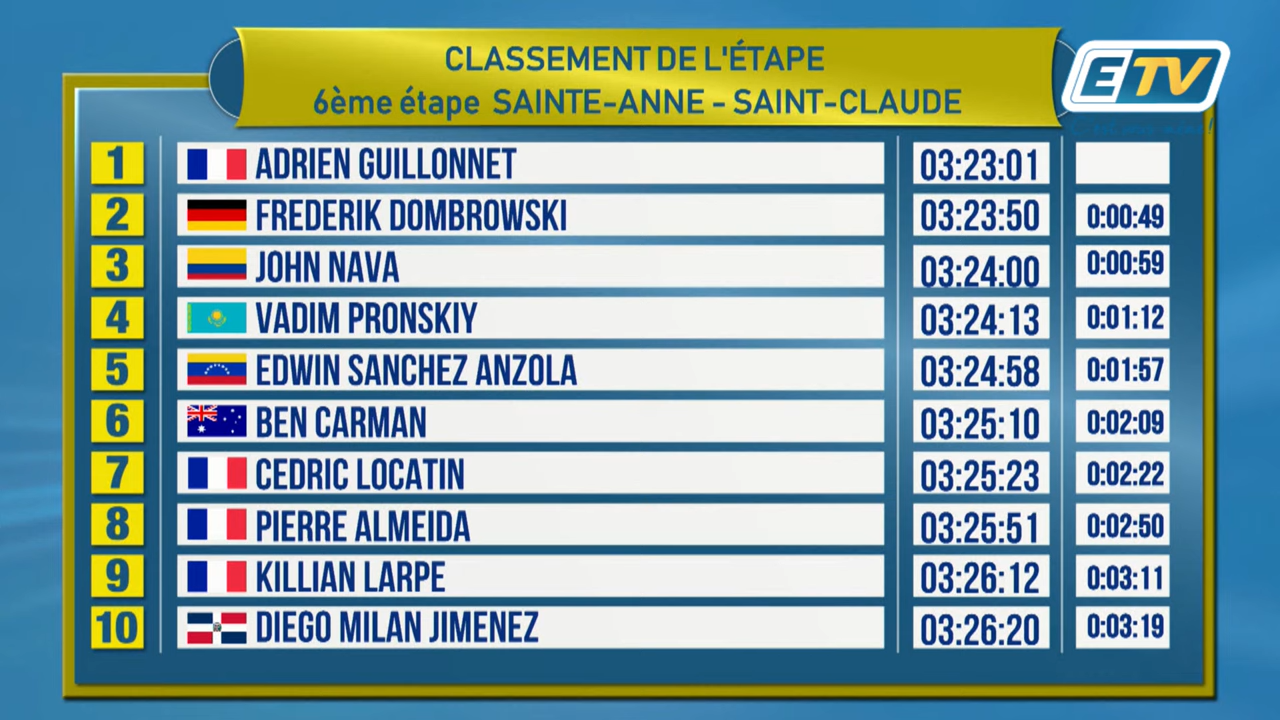 CLASSEMENT DE L'ÉTAPE
6ème étape SAINTE-ANNE - SAINT-CLAUDE
ETV
1 ADRIEN GUILLONNET 03:23:01
2 FREDERIK DOMBROWSKI 03:23:50 0:00:49
3 JOHN NAVA 03:24:00 0:00:59
4 VADIM PRONSKIY 03:24:13 0:01:12
5 EDWIN SANCHEZ ANZOLA 03:24:58 0:01:57
6 BEN CARMAN 03:25:10 0:02:09
7 CEDRIC LOCATIN 03:25:23 0:02:22
8 PIERRE ALMEIDA 03:25:51 0:02:50
9 KILLIAN LARPE 03:26:12 0:03:11
10 DIEGO MILAN JIMENEZ 03:26:20 0:03:19